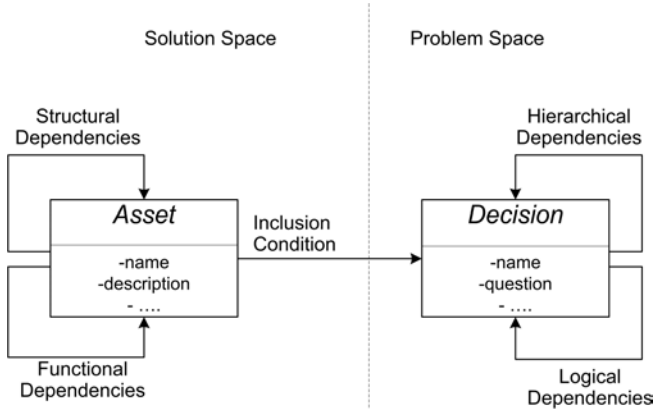 Solution Space
Problem Space
Structural
Dependencies
Hierarchical
Dependencies
Asset
-name
-description
- ....
Inclusion
Condition
Decision
-name
-question
- ....
Functional
Dependencies
Logical
Dependencies